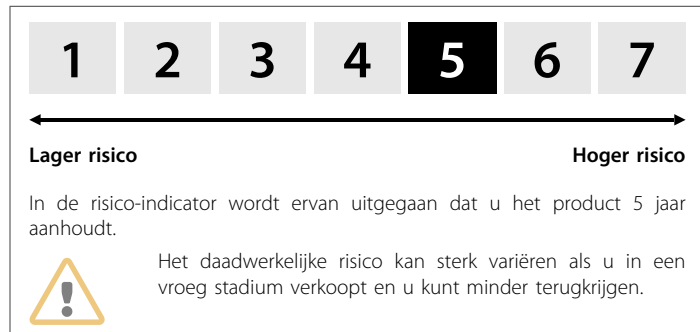 1 2 3 4 5 6 7
Lager risico Hoger risico
In de risico-indicator wordt ervan uitgegaan dat u het product 5 jaar
aanhoudt.
Het daadwerkelijke risico kan sterk variëren als u in een
vroeg stadium verkoopt en u kunt minder terugkrijgen.